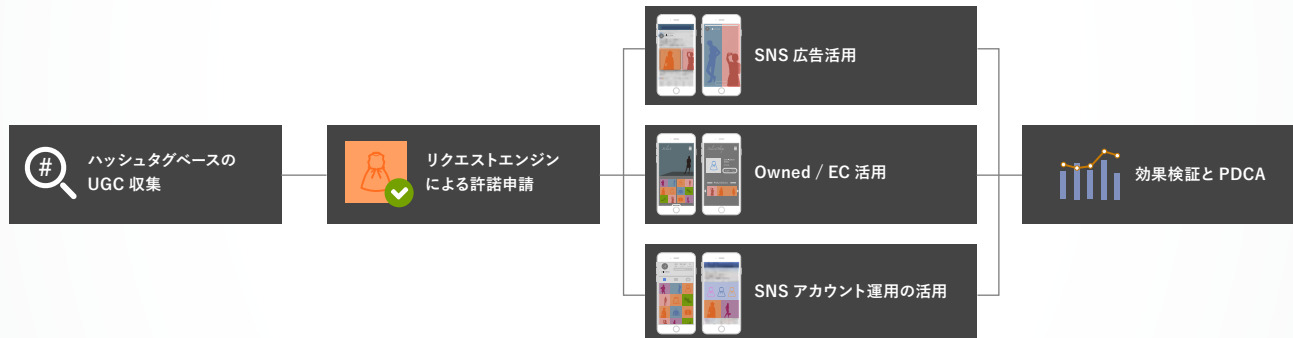 #
ハッシュタグベースの
UGC 収集
リクエストエンジン
による許諾申請
SNS 広告活用
Owned / EC 活用
SNS アカウント運用の活用
効果検証と PDCA